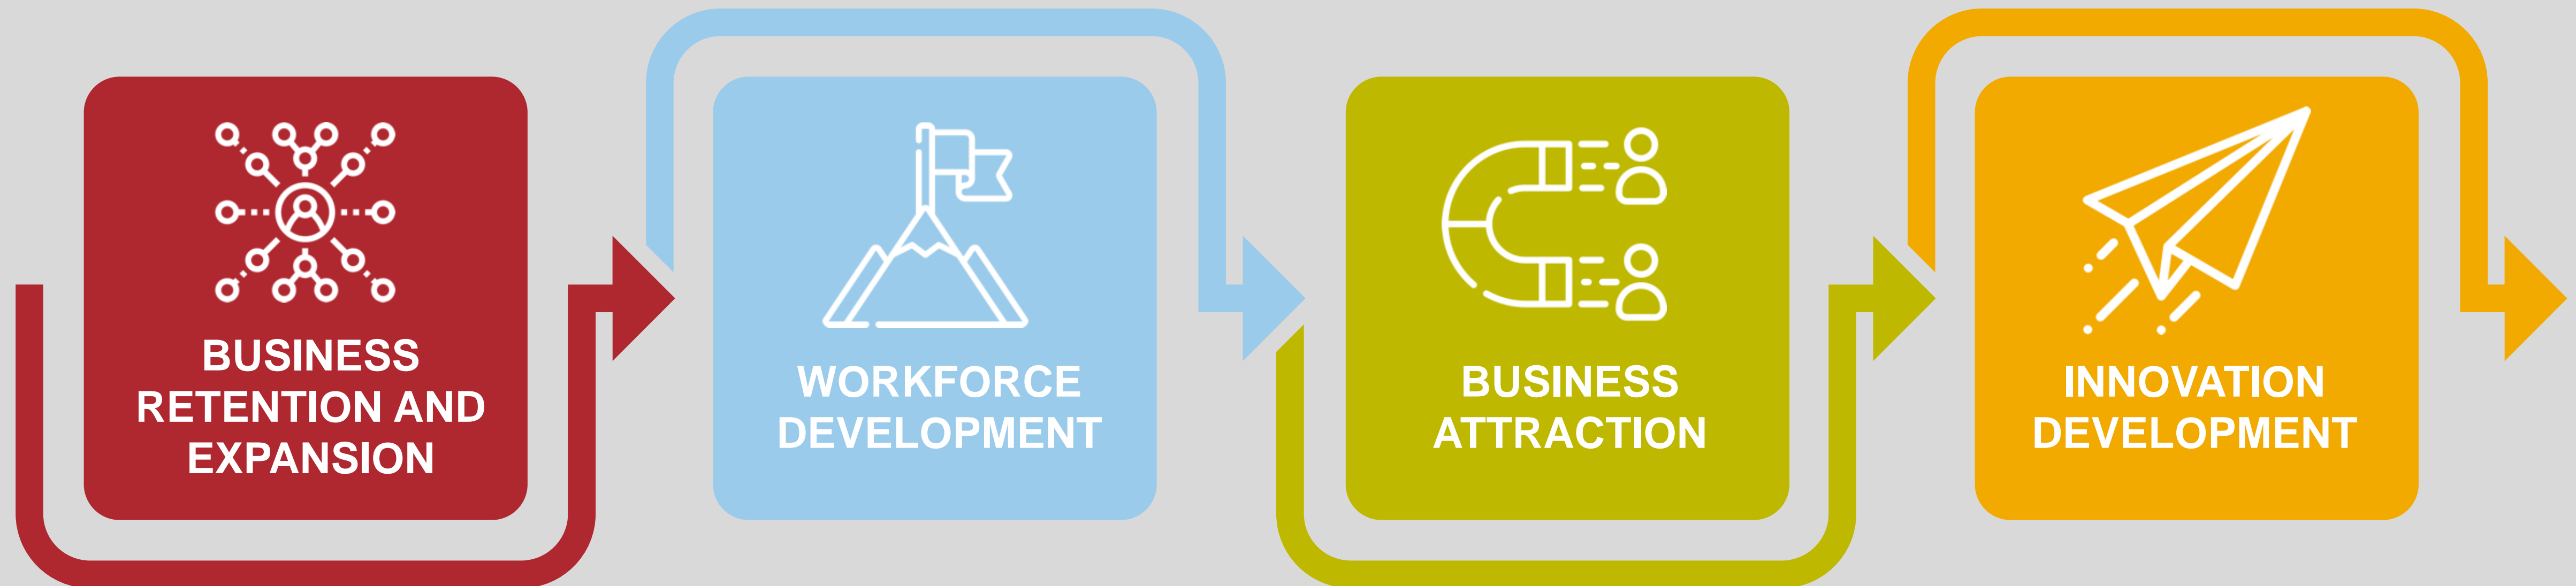 BUSINESS
RETENTION AND
EXPANSION
WORKFORCE
DEVELOPMENT
BUSINESS
ATTRACTION
INNOVATION
DEVELOPMENT